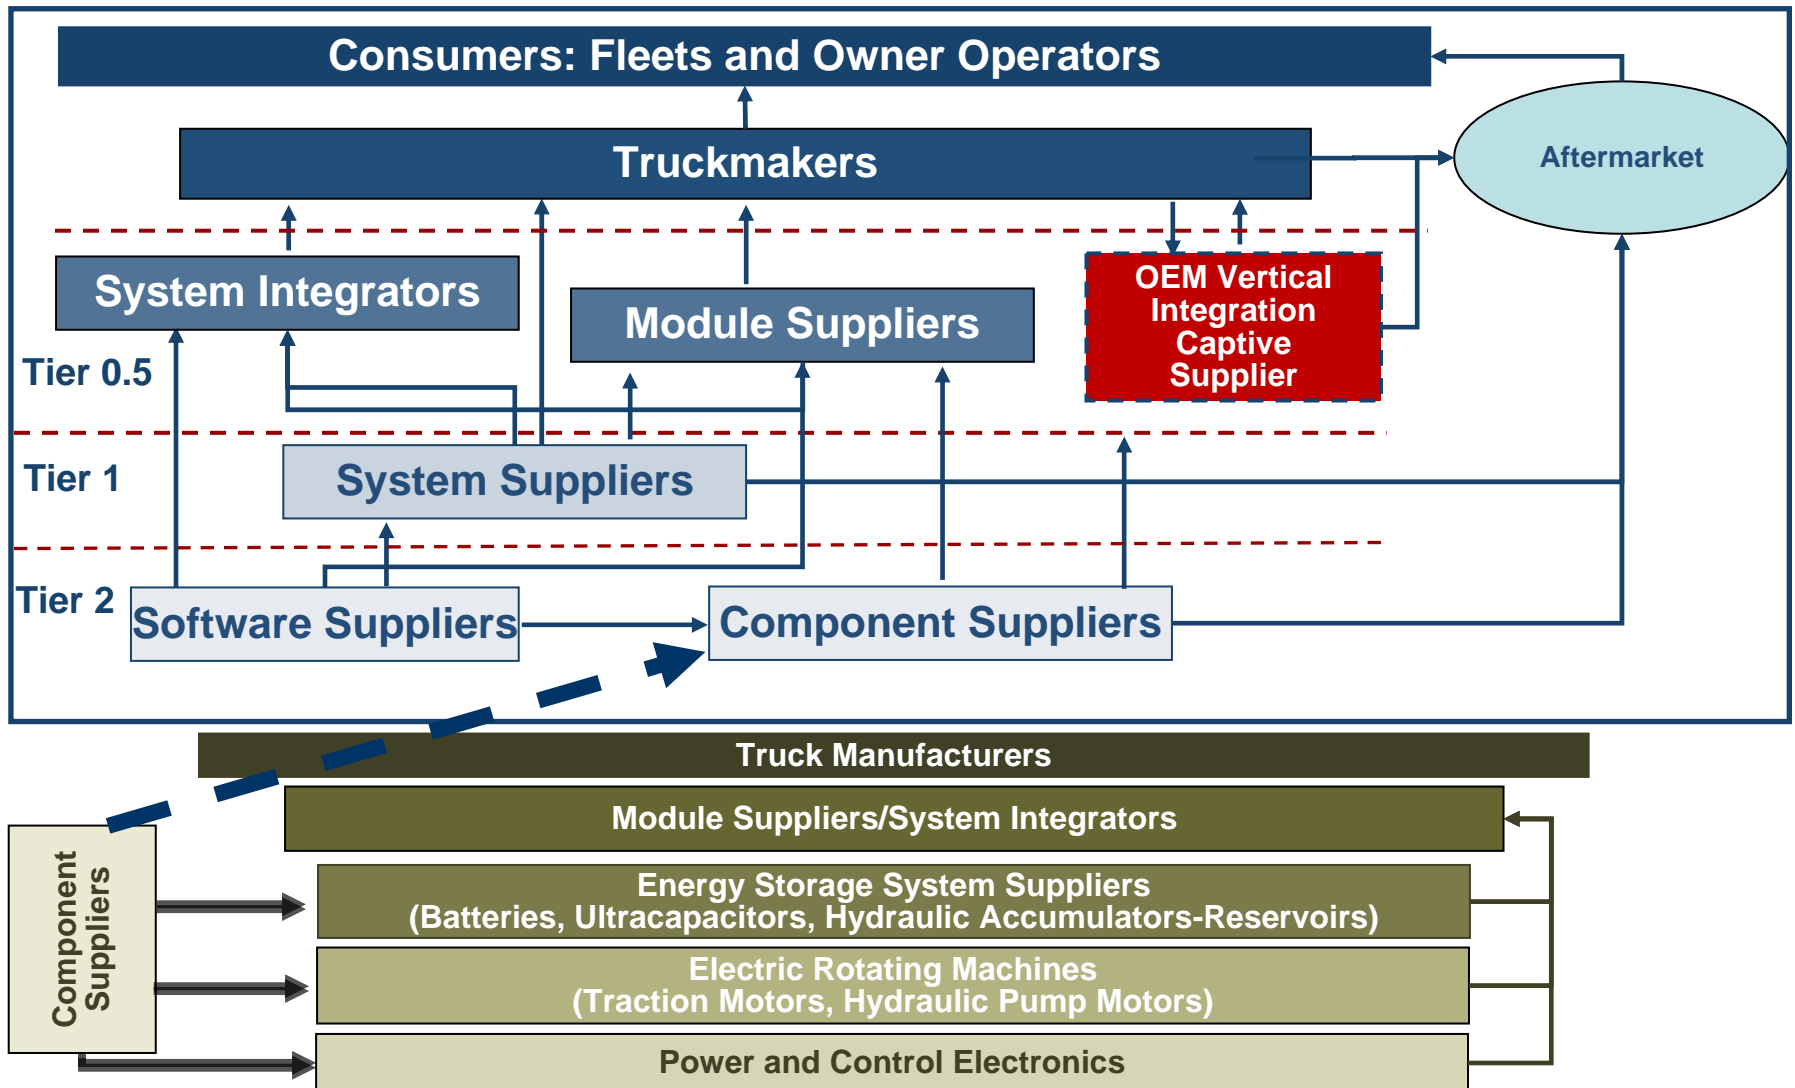 Consumers: Fleets and Owner Operators
Truckmakers
Aftermarket
System Integrators
Module Suppliers
OEM Vertical
Integration
Captive
Supplier
Tier 0.5
Tier 1
System Suppliers
Tier 2
Software Suppliers
Component Suppliers
Truck Manufacturers
Module Suppliers/System Integrators
Component
Suppliers
Energy Storage System Suppliers
(Batteries, Ultracapacitors, Hydraulic Accumulators-Reservoirs)
Electric Rotating Machines
(Traction Motors, Hydraulic Pump Motors)
Power and Control Electronics